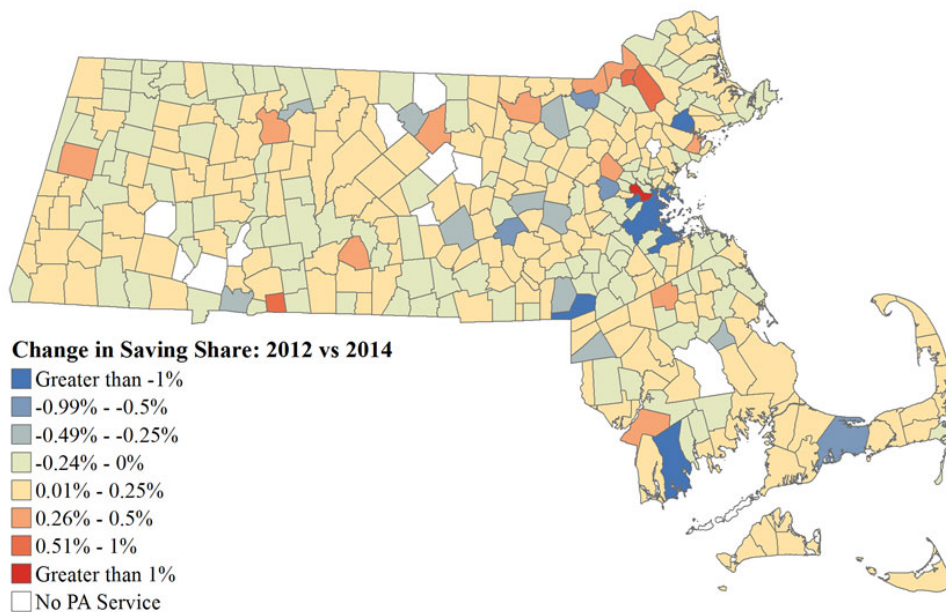 Change in Saving Share: 2012 vs 2014
Greater than -1%
-0.99% - -0.5%
-0.49% - -0.25%
-0.24% - 0%
0.01% - 0.25%
0.26% - 0.5%
0.51% - 1%
Greater than 1%
No PA Service